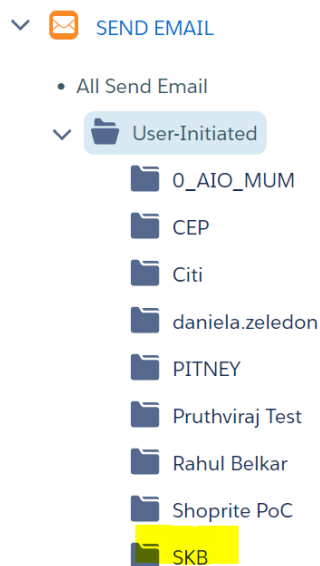 SEND EMAIL
• All Send Email
User-Initiated
0_AIO_MUM
CEP
Citi
daniela.zeledon
PITNEY
Pruthviraj Test
Rahul Belkar
Shoprite PoC
SKB